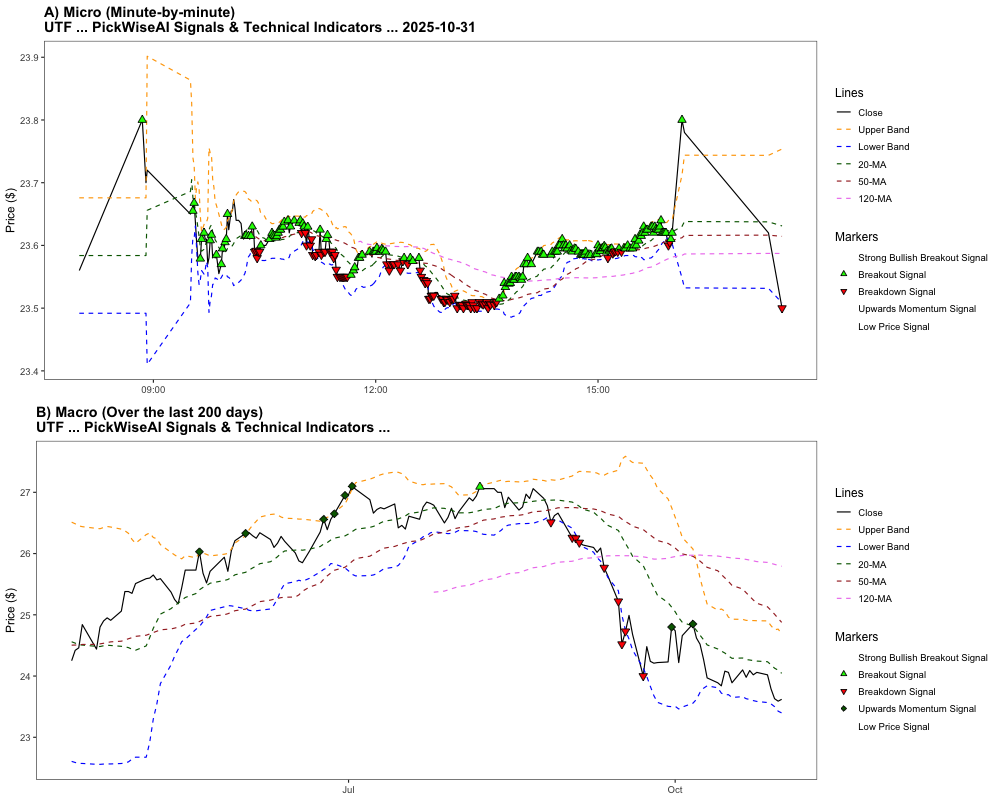 A) Micro (Minute-by-minute)
UTF ... PickWiseAI Signals & Technical Indicators ... 2025-10-31
23.9
23.8
23.7
23.6
23.5
23.4
Price ($)
09:00
12:00
15:00
Lines
Close
Upper Band
Lower Band
20-MA
50-MA
120-MA
Markers
Strong Bullish Breakout Signal
Breakout Signal
Breakdown Signal
Upwards Momentum Signal
Low Price Signal
B) Macro (Over the last 200 days)
UTF ... PickWiseAI Signals & Technical Indicators ...
27
26
25
24
23
Price ($)
Jul
Oct
Lines
Close
Upper Band
Lower Band
20-MA
50-MA
120-MA
Markers
Strong Bullish Breakout Signal
Breakout Signal
Breakdown Signal
Upwards Momentum Signal
Low Price Signal